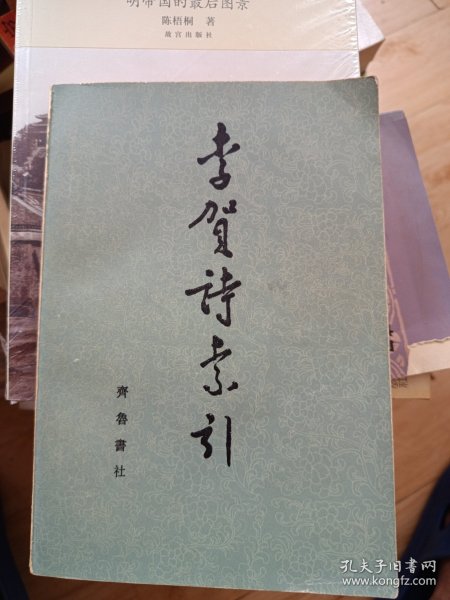 明帝国的最后图景
陈梧桐 著
故宫出版社
李賀詩索引
齊魯書社
孔夫子旧书网
www.kongfz.com